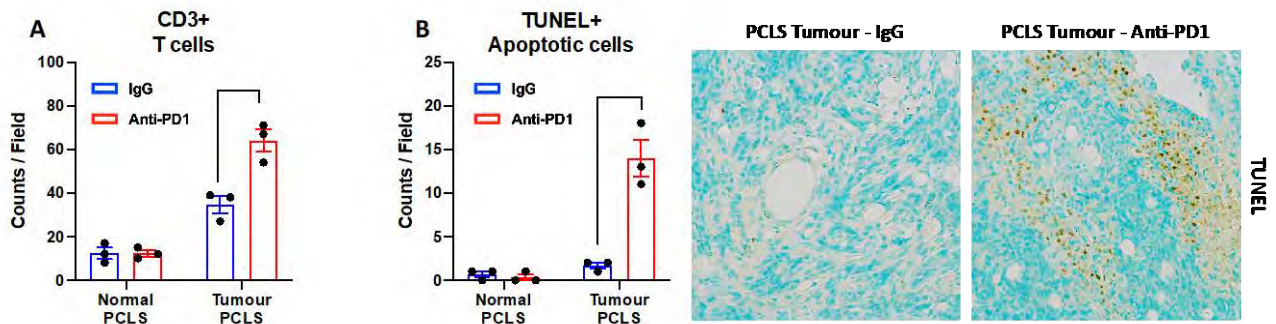 A
CD3+
T cells
100
80
60
40
20
0
Counts / Field
IgG
Anti-PD1
Normal
PCLS
Tumour
PCLS
B
TUNEL+
Apoptotic cells
25
20
15
10
5
0
Counts / Field
IgG
Anti-PD1
Normal
PCLS
Tumour
PCLS
PCLS Tumour - IgG
PCLS Tumour - Anti-PD1
TUNEL